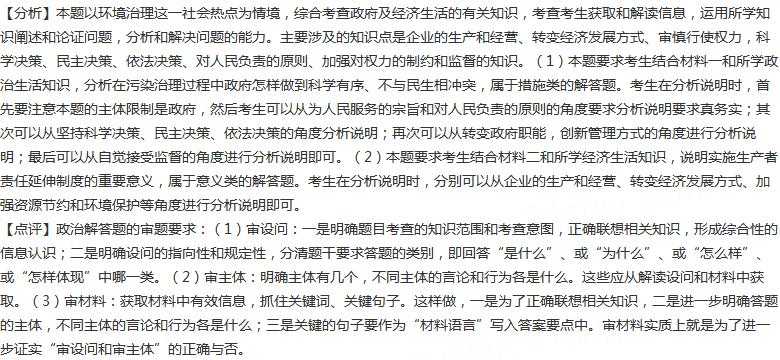 【分析】本题以环境治理这一社会热点为情境，综合考查政府及经济生活的有关知识，考查考生获取和解读信息，运用所学知
识阐述和论证问题，分析和解决问题的能力。主要涉及的知识点是企业的生产和经营、转变经济发展方式、审慎行使权力，科
学决策、民主决策、依法决策、对人民负责的原则、加强对权力的制约和监督的知识。（1）本题要求考生结合材料一和所学政
治生活知识，分析在污染治理过程中政府怎样做到科学有序、不与民生相冲突，属于措施类的解答题。考生在分析说明时，首
先要注意本题的主体限制是政府，然后考生可以从为人民服务的宗旨和对人民负责的原则的角度要求分析说明要求真务实；其
次可以从坚持科学决策、民主决策、依法决策的角度分析说明；再次可以从转变政府职能，创新管理方式的角度进行分析说
明；最后可以从自觉接受监督的角度进行分析说明即可。（2）本题要求考生结合材料二和所学经济生活知识，说明实施生产者
责任延伸制度的重要意义，属于意义类的解答题。考生在分析说明时，分别可以从企业的生产和经营、转变经济发展方式、加
强资源节约和环境保护等角度进行分析说明即可。
【点评】政治解答题的审题要求：（1）审设问：一是明确题目考查的知识范围和考查意图，正确联想相关知识，形成综合性的
信息认识；二是明确设问的指向性和规定性，分清题干要求答题的类别，即回答“是什么”、或“为什么”、或“怎么样”、
或“怎样体现”中哪一类。（2）审主体：明确主体有几个，不同主体的言论和行为各是什么。这些应从解读设问和材料中获
取。（3）审材料：获取材料中有效信息，抓住关键词、关键句子。这样做，一是为了正确联想相关知识，二是进一步明确答题
的主体，不同主体的言论和行为各是什么；三是关键的句子要作为“材料语言”写入答案要点中。审材料实质上就是为了进一
步证实“审设问和审主体”的正确与否。